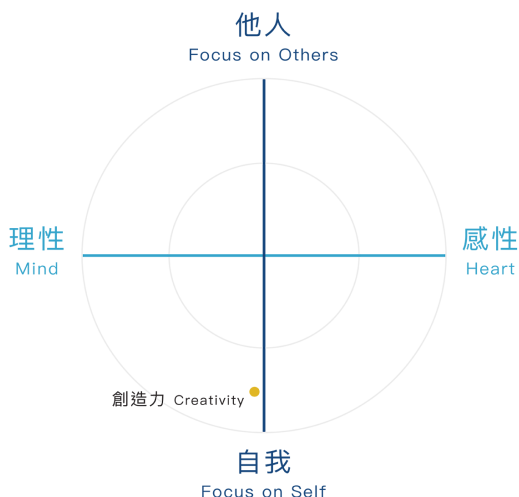 他人
Focus on Others
理性
Mind
感性
Heart
創造力 Creativity
自我
Focus on Self